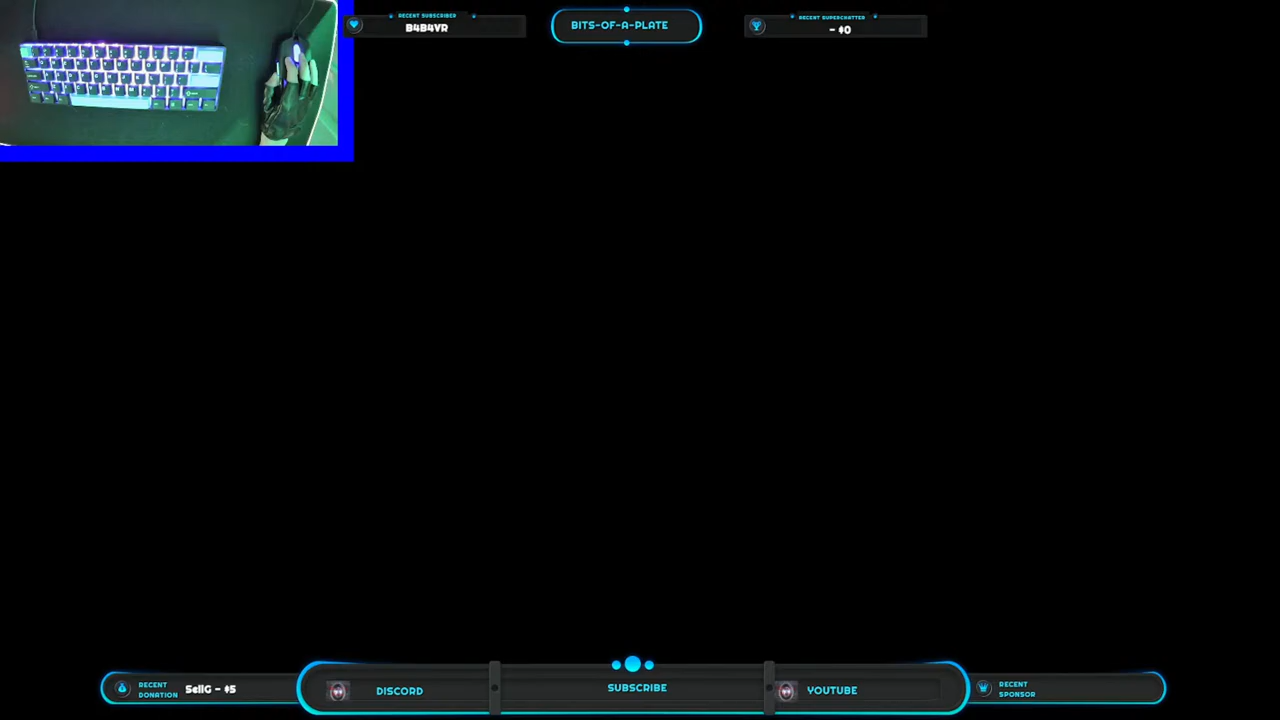 RECENT SUBSCRIBER
B4B4VR
BITS-OF-A-PLATE
RECENT SUPERCHATTER
- $0
RECENT
DONATION
SellG - $5
DISCORD
SUBSCRIBE
YOUTUBE
RECENT
SPONSOR